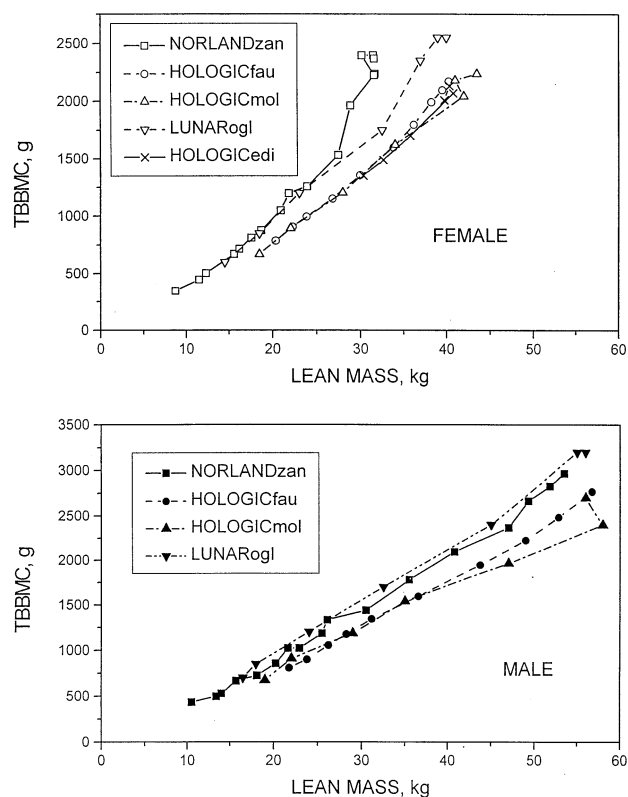 2500
2000
1500
1000
500
0
TBBMC, g
NORLANDzan
HOLOGICfau
HOLOGICmol
LUNARogl
HOLOGICedi
FEMALE
0 10 20 30 40 50 60
LEAN MASS, kg
3500
3000
2500
2000
1500
1000
500
0
TBBMC, g
NORLANDzan
HOLOGICfau
HOLOGICmol
LUNARogl
MALE
0 10 20 30 40 50 60
LEAN MASS, kg